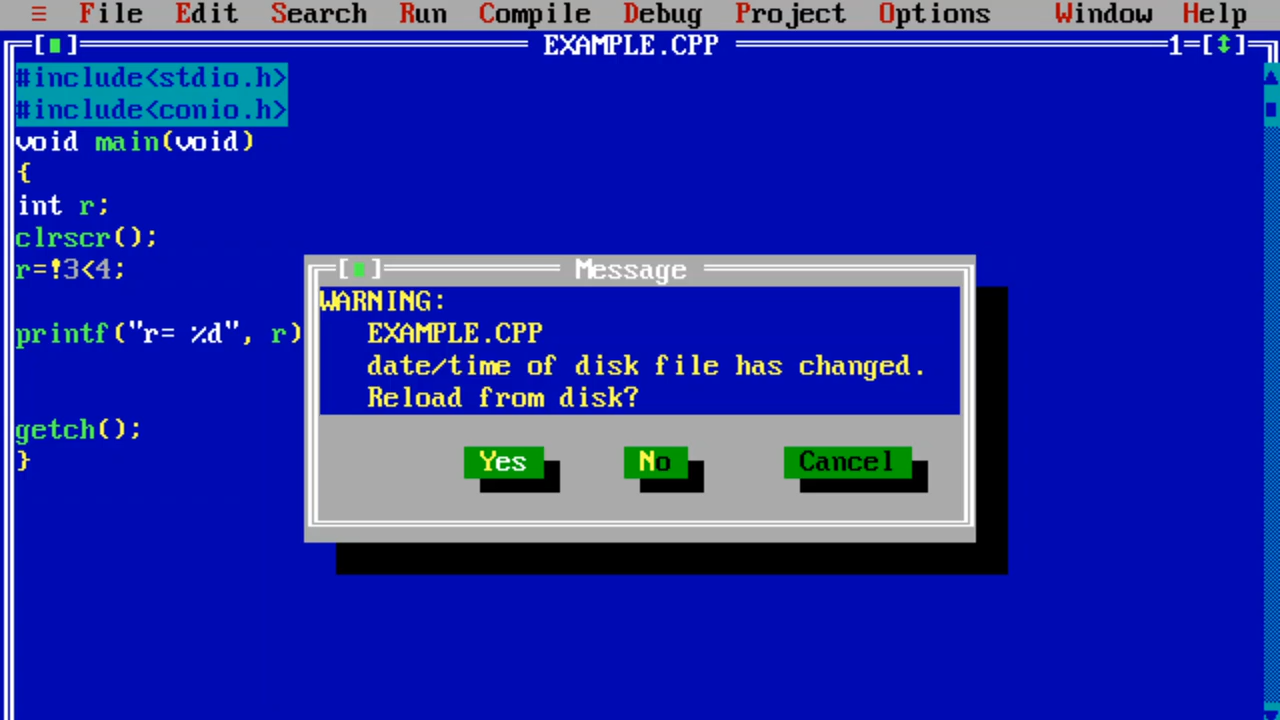 ≡ File Edit Search Run Compile Debug Project Options Window Help
[■] EXAMPLE.CPP 1=[↕]
#include<stdio.h>
#include<conio.h>
void main(void)
{
int r;
clrscr();
r=!3<4;
printf("r= %d", r)
getch();
}
[■] Message
WARNING:
EXAMPLE.CPP
date/time of disk file has changed.
Reload from disk?
Yes No Cancel